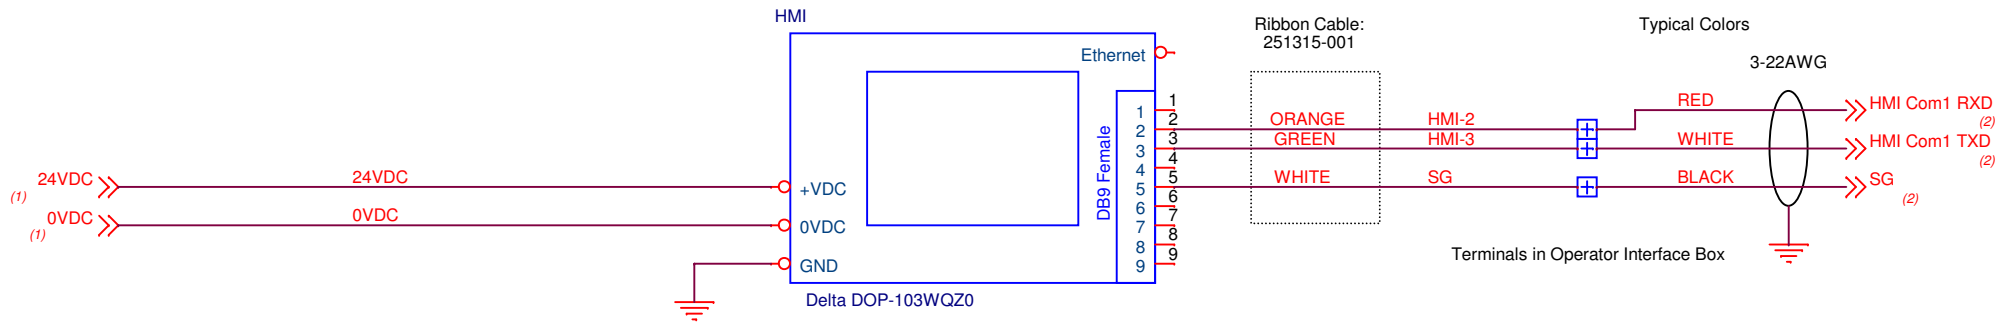 HMI
Ribbon Cable:
251315-001
Typical Colors
3-22AWG
Ethernet
DB9 Female
1 1
2 2 ORANGE HMI-2 RED HMI Com1 RXD
(2)
3 3 GREEN HMI-3 WHITE HMI Com1 TXD
(2)
4 4
5 5 WHITE SG BLACK SG
(2)
6 6
7 7
8 8
9 9
24VDC 24VDC +VDC
(1)
0VDC 0VDC 0VDC
(1)
GND
Terminals in Operator Interface Box
Delta DOP-103WQZ0